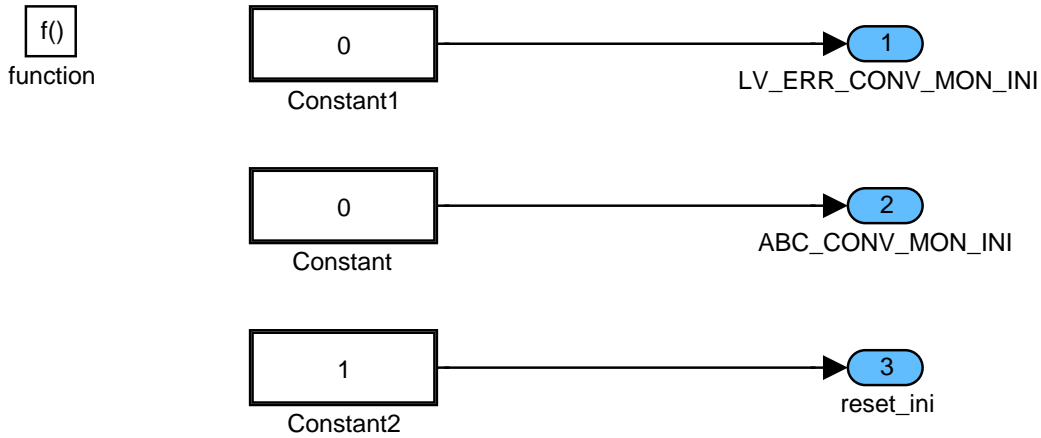 f()
function
0
Constant1
1
LV_ERR_CONV_MON_INI
0
Constant
2
ABC_CONV_MON_INI
1
Constant2
3
reset_ini